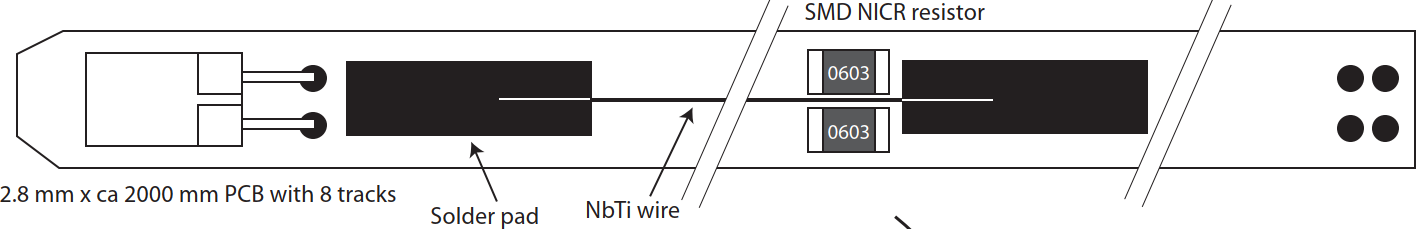 SMD NICR resistor
0603
0603
2.8 mm x ca 2000 mm PCB with 8 tracks
Solder pad
NbTi wire